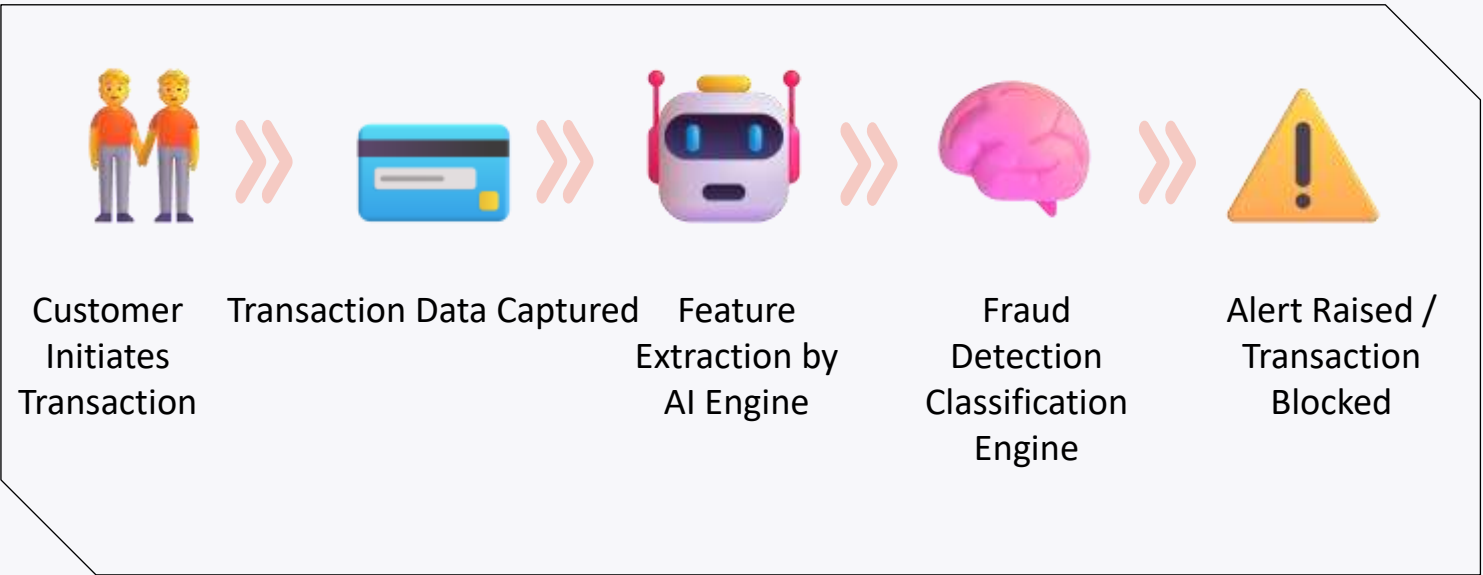 Customer
Initiates
Transaction
Transaction Data Captured
Feature
Extraction by
AI Engine
Fraud
Detection
Classification
Engine
Alert Raised /
Transaction
Blocked